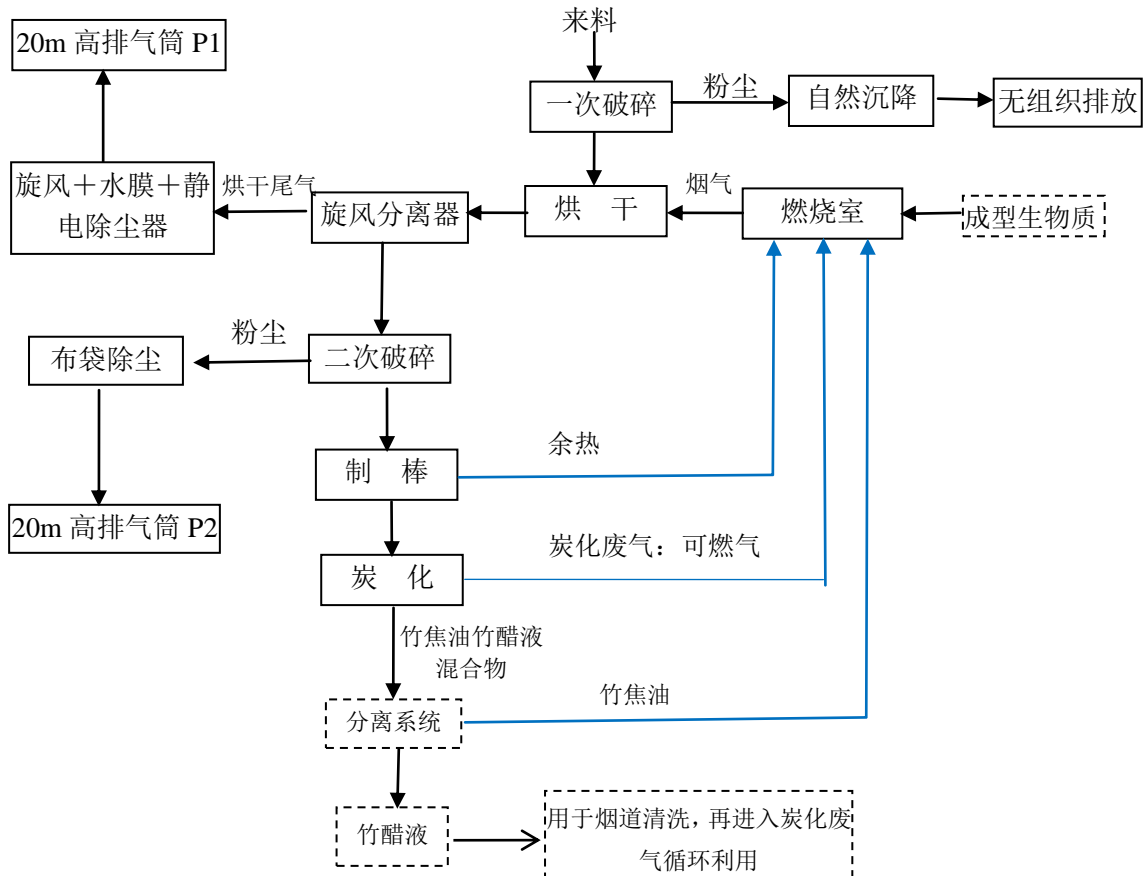 来料
20m 高排气筒 P1
一次破碎
粉尘
自然沉降
无组织排放
旋风＋水膜＋静
电除尘器
烘干尾气
旋风分离器
烘 干
烟气
燃烧室
成型生物质
布袋除尘
粉尘
二次破碎
制 棒
余热
20m 高排气筒 P2
炭化废气：可燃气
炭 化
竹焦油竹醋液
混合物
分离系统
竹焦油
竹醋液
用于烟道清洗，再进入炭化废
气循环利用